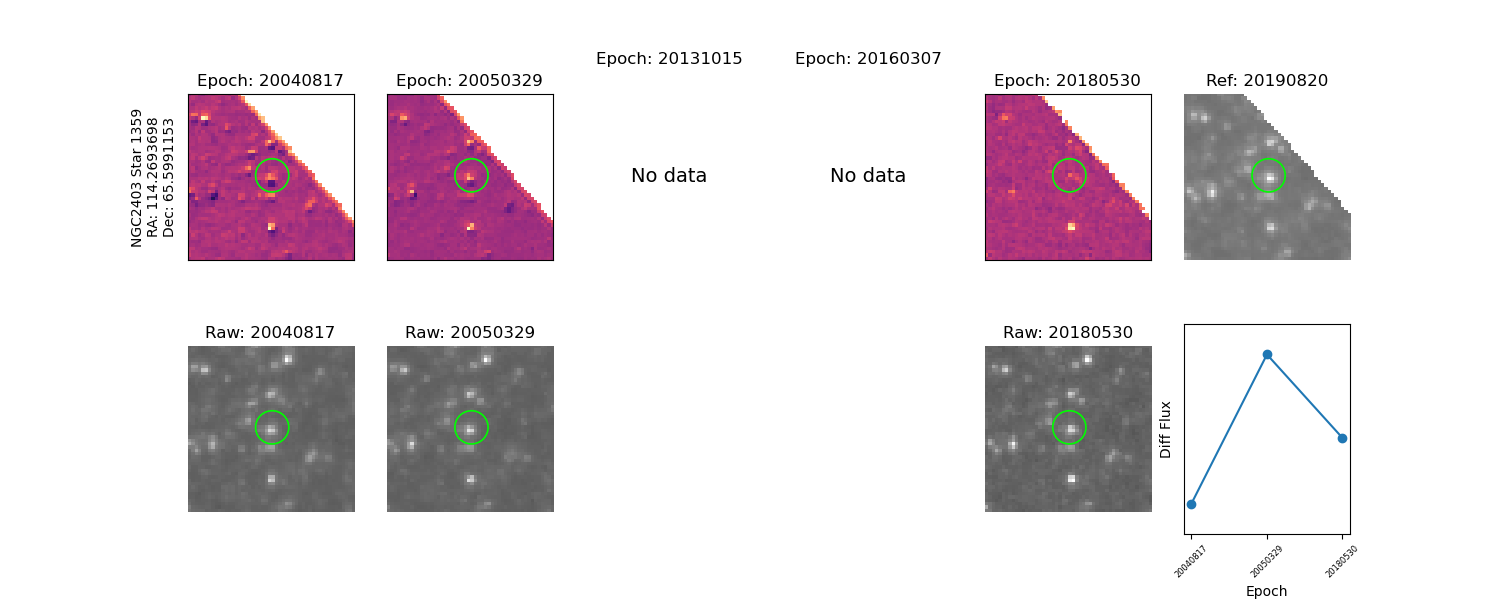 Epoch: 20040817
Epoch: 20050329
Epoch: 20131015
Epoch: 20160307
Epoch: 20180530
Ref: 20190820
NGC2403 Star 1359
RA: 114.2693698
Dec: 65.5991153
No data
No data
Raw: 20040817
Raw: 20050329
Raw: 20180530
Diff Flux
20040817
20050329
20180530
Epoch